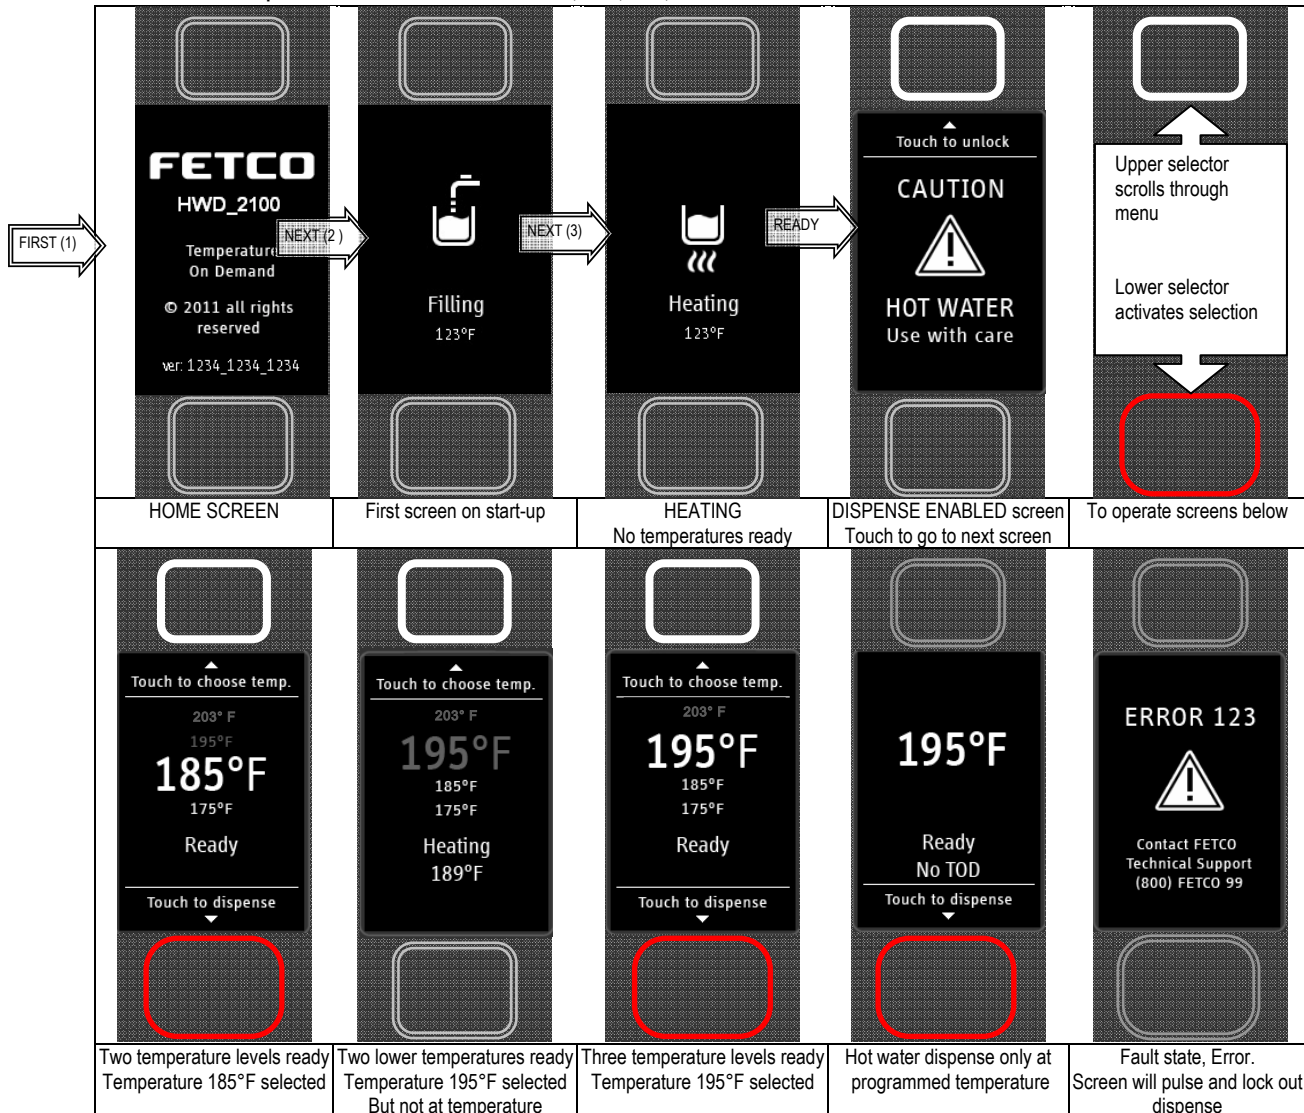 FIRST (1)
FETCO
HWD_2100
Temperature
On Demand
© 2011 all rights
reserved
ver: 1234_1234_1234
NEXT (2 )
Filling
123°F
NEXT (3)
Heating
123°F
READY
Touch to unlock
CAUTION
HOT WATER
Use with care
Upper selector
scrolls through
menu
Lower selector
activates selection
HOME SCREEN
First screen on start-up
HEATING
No temperatures ready
DISPENSE ENABLED screen
Touch to go to next screen
To operate screens below
Touch to choose temp.
203° F
195°F
185°F
175°F
Ready
Touch to dispense
Touch to choose temp.
203° F
195°F
185°F
175°F
Heating
189°F
Touch to choose temp.
203° F
195°F
185°F
175°F
Ready
Touch to dispense
195°F
Ready
No TOD
Touch to dispense
ERROR 123
Contact FETCO
Technical Support
(800) FETCO 99
Two temperature levels ready
Temperature 185°F selected
Two lower temperatures ready
Temperature 195°F selected
But not at temperature
Three temperature levels ready
Temperature 195°F selected
Hot water dispense only at
programmed temperature
Fault state, Error.
Screen will pulse and lock out
dispense